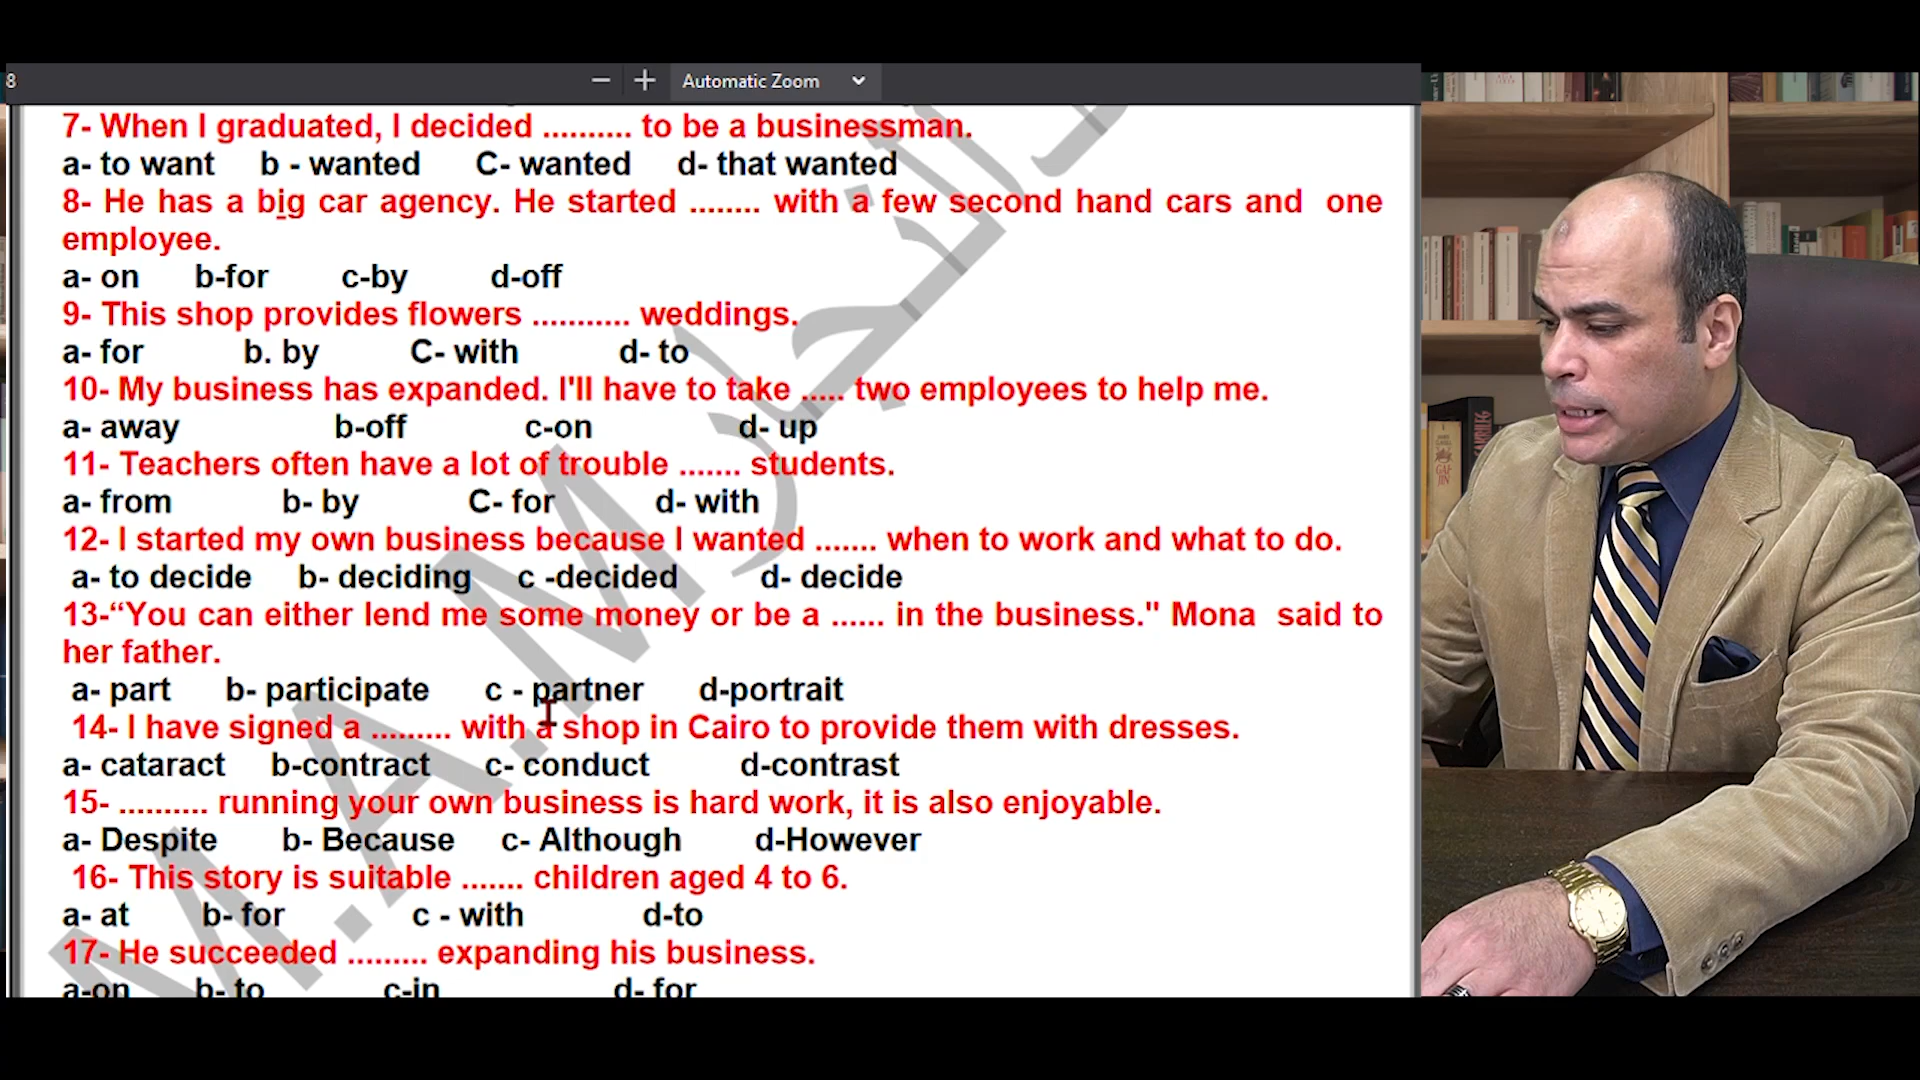 8
− + Automatic Zoom
7- When I graduated, I decided .......... to be a businessman.
a- to want b - wanted C- wanted d- that wanted
8- He has a big car agency. He started ........ with a few second hand cars and one
employee.
a- on b-for c-by d-off
9- This shop provides flowers ........... weddings.
a- for b. by C- with d- to
10- My business has expanded. I'll have to take ..... two employees to help me.
a- away b-off c-on d- up
11- Teachers often have a lot of trouble ....... students.
a- from b- by C- for d- with
12- I started my own business because I wanted ....... when to work and what to do.
a- to decide b- deciding c -decided d- decide
13-“You can either lend me some money or be a ...... in the business." Mona said to
her father.
a- part b- participate c - partner d-portrait
14- I have signed a ......... with a shop in Cairo to provide them with dresses.
a- cataract b-contract c- conduct d-contrast
15- .......... running your own business is hard work, it is also enjoyable.
a- Despite b- Because c- Although d-However
16- This story is suitable ....... children aged 4 to 6.
a- at b- for c - with d-to
17- He succeeded ......... expanding his business.
a-on b- to c-in d- for
M.A.M